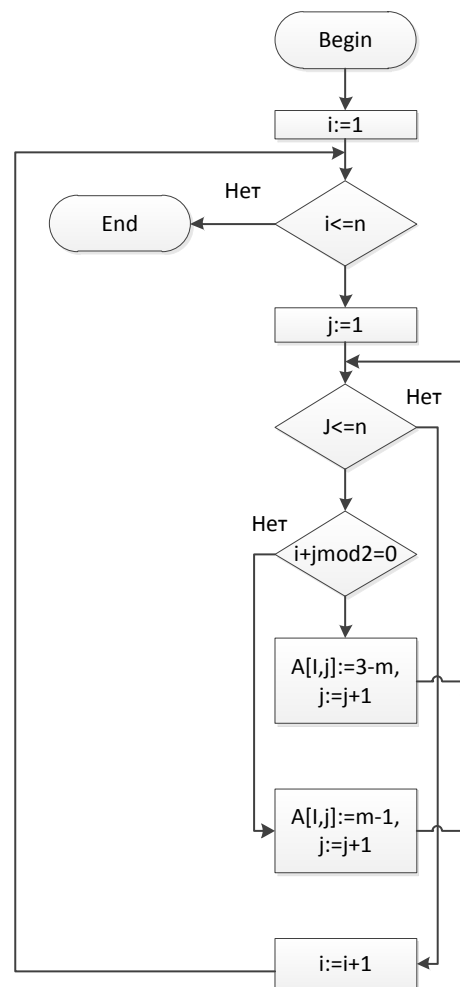 Begin
i:=1
Нет
i<=n
End
j:=1
J<=n
Нет
Нет
i+jmod2=0
A[I,j]:=3-m,
j:=j+1
A[I,j]:=m-1,
j:=j+1
i:=i+1